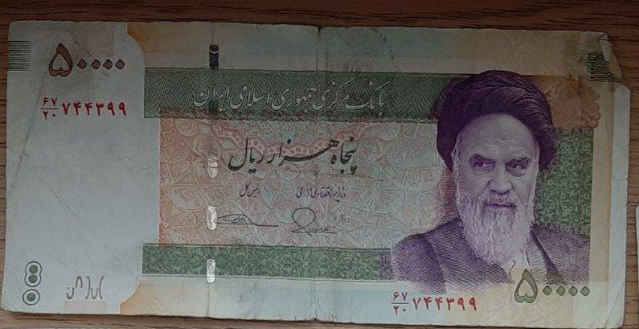 ۵۰۰۰۰
بانک مرکزی جمهوری اسلامی ایران
۶۷/۲۰ ۷۴۴۳۹۹
پنجاه هزار ریال
وزیر امور اقتصادی و دارائی
رئیس کل
۶۷/۲۰ ۷۴۴۳۹۹
۵۰۰۰۰